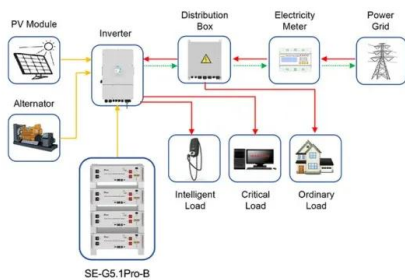 PV Module
Inverter
Distribution
Box
Electricity
Meter
Power
Grid
Alternator
Intelligent
Load
Critical
Load
Ordinary
Load
SE-G5.1Pro-B